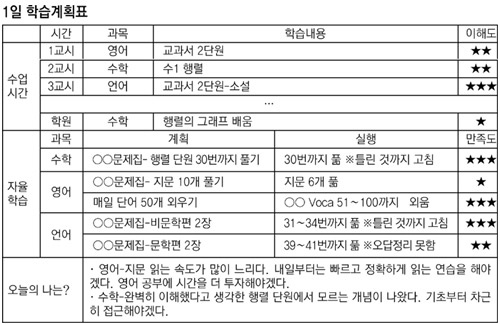 1일 학습계획표
시간 과목 학습내용 이해도
수업
시간
1교시 영어 교과서 2단원 ★★
2교시 수학 수1 행렬 ★★
3교시 언어 교과서 2단원-소설 ★★★
...
학원 수학 행렬의 그래프 배움 ★
자율
학습
과목 계획 실행 만족도
수학 ○○문제집- 행렬 단원 30번까지 풀기 30번까지 풂 ※틀린 것까지 고침 ★★★
영어 ○○문제집- 지문 10개 풀기 지문 6개 풂 ★
매일 단어 50개 외우기 ○○ Voca 51~100까지 외움 ★★★
언어 ○○문제집-비문학편 2장 31~34번까지 풂 ※틀린 것까지 고침 ★★★
○○문제집-문학편 2장 39~41번까지 풂 ※오답정리 못함 ★★
오늘의 나는?
· 영어-지문 읽는 속도가 많이 느리다. 내일부터는 빠르고 정확하게 읽는 연습을 해야
겠다. 영어 공부에 시간을 더 투자해야겠다.
· 수학-완벽히 이해했다고 생각한 행렬 단원에서 모르는 개념이 나왔다. 기초부터 차근
히 접근해야겠다.